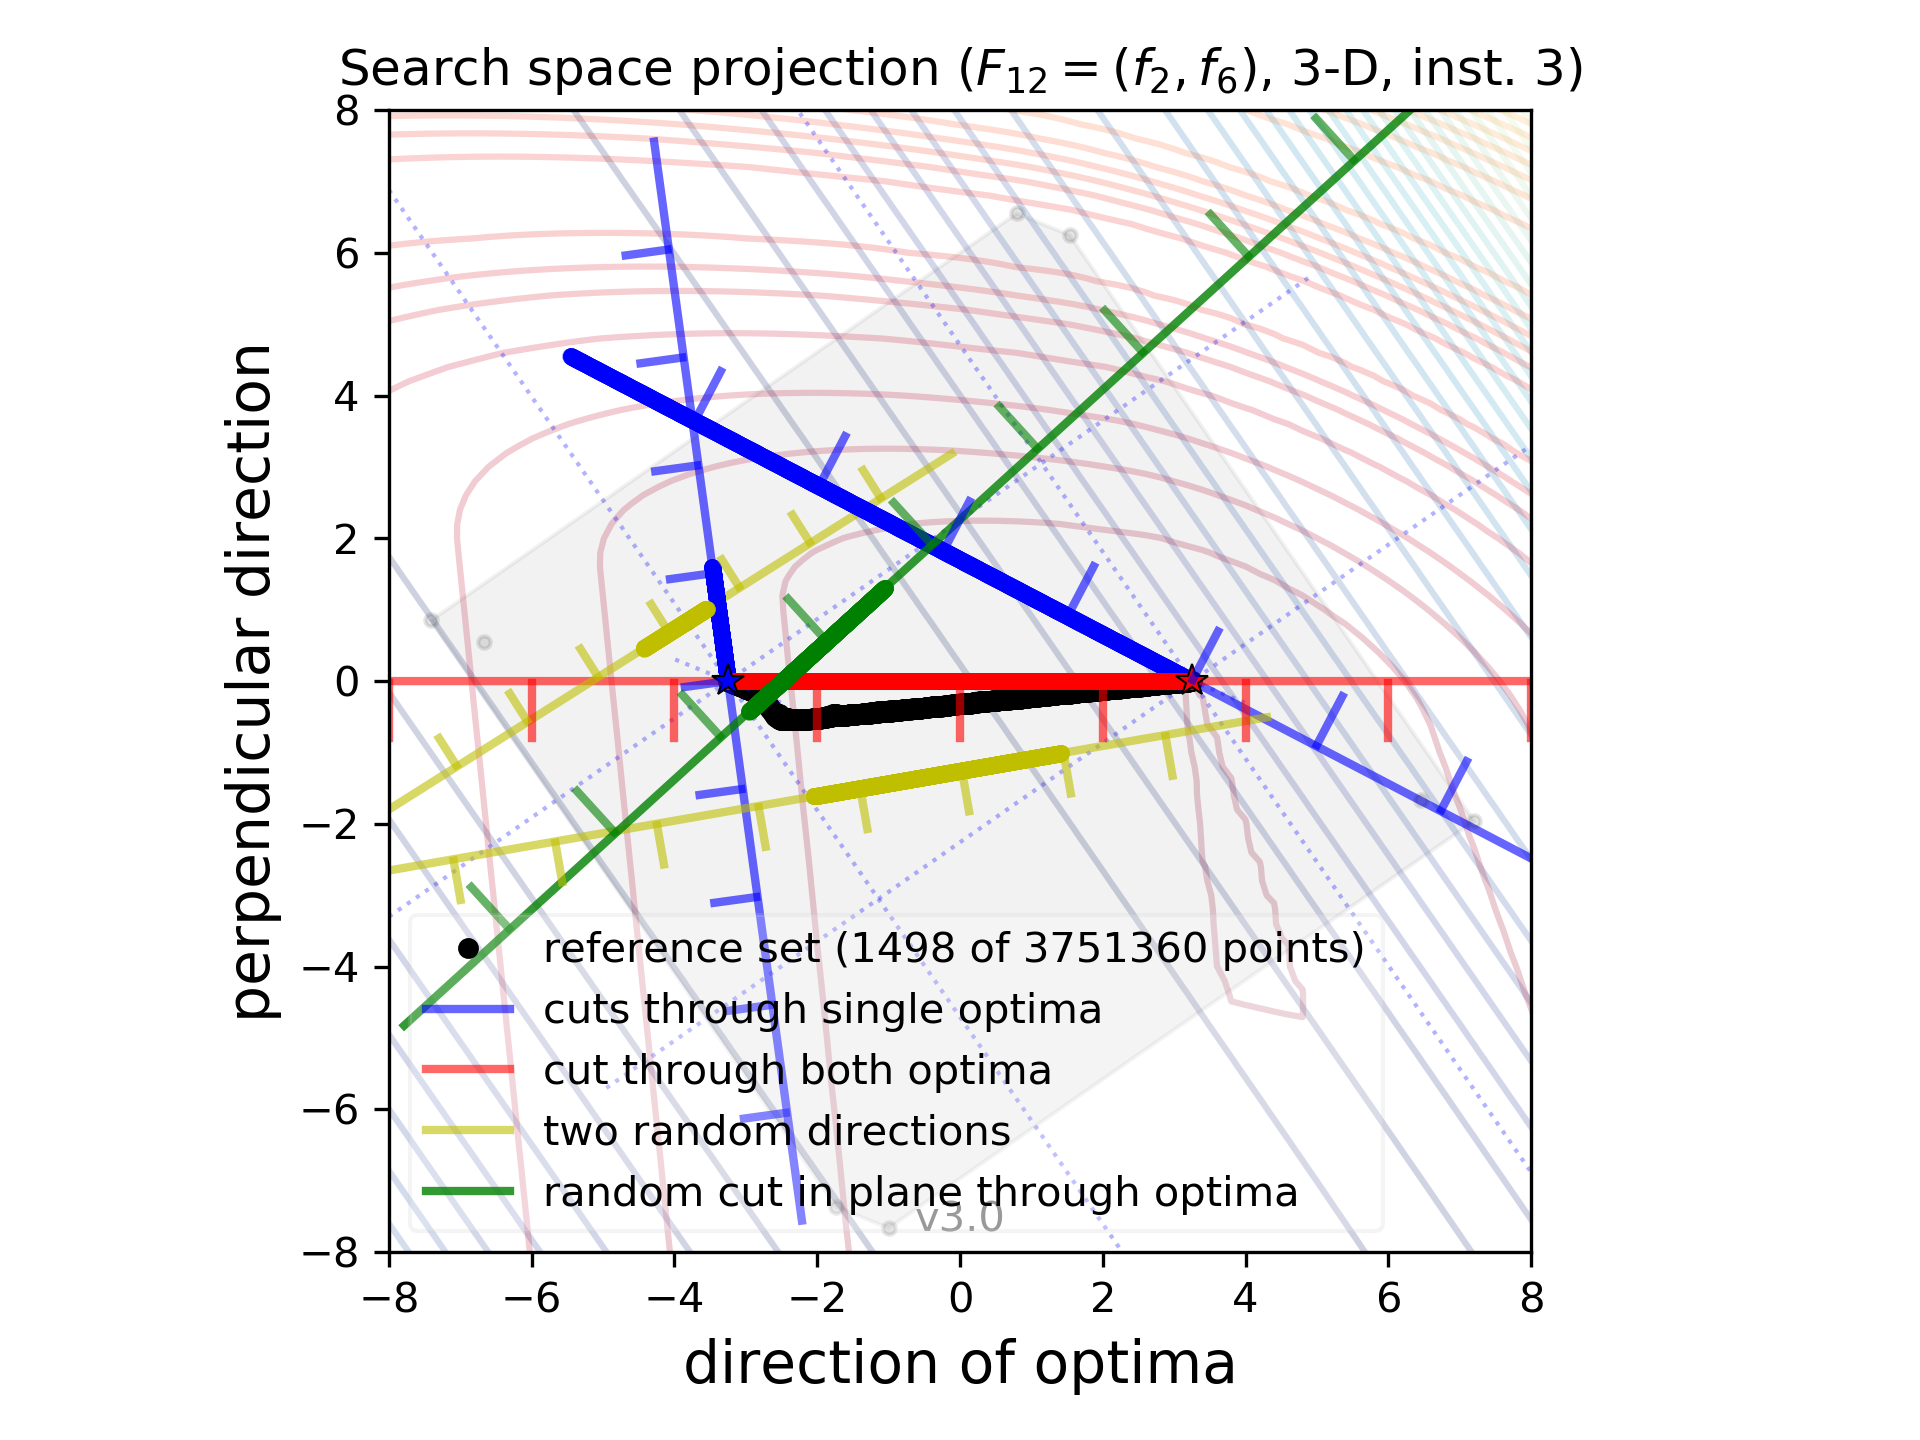 Search space projection (F₁₂ = (f₂, f₆), 3-D, inst. 3)
perpendicular direction
8
6
4
2
0
−2
−4
−6
−8
reference set (1498 of 3751360 points)
cuts through single optima
cut through both optima
two random directions
random cut in plane through optima
v3.0
−8 −6 −4 −2 0 2 4 6 8
direction of optima